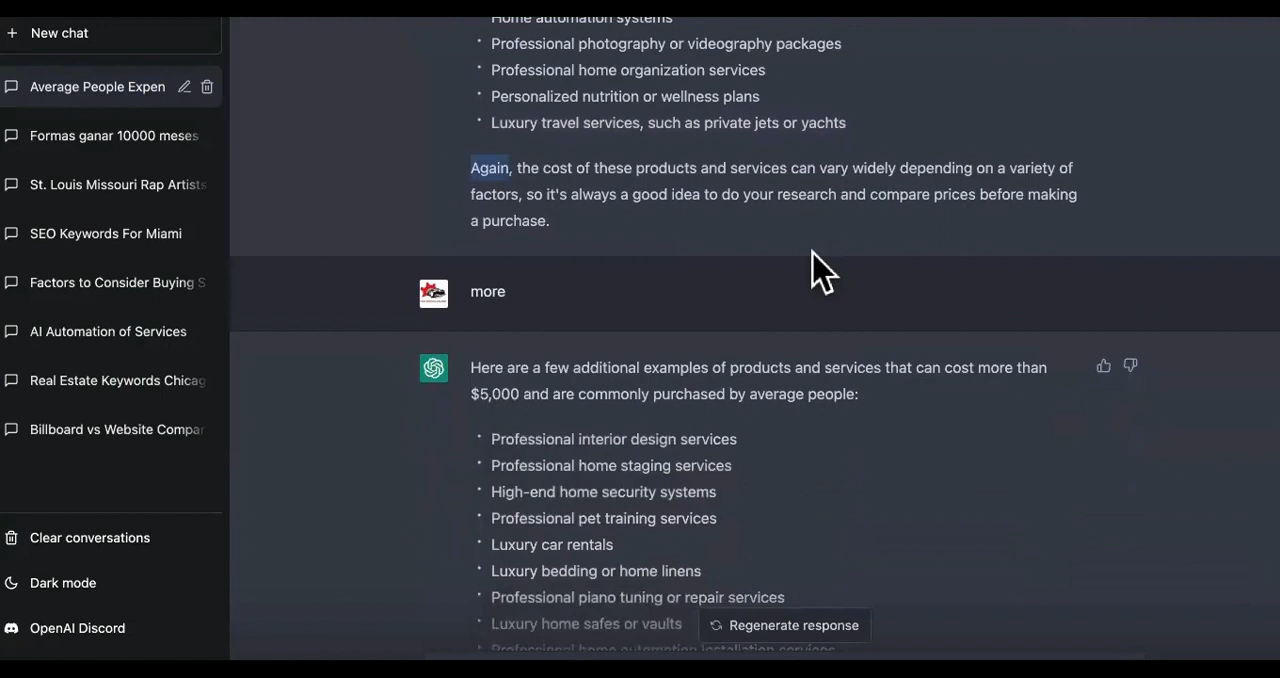 New chat
Average People Expen
Formas ganar 10000 meses
St. Louis Missouri Rap Artists
SEO Keywords For Miami
Factors to Consider Buying S
AI Automation of Services
Real Estate Keywords Chicag
Billboard vs Website Compar
Clear conversations
Dark mode
OpenAI Discord
Home automation systems
Professional photography or videography packages
Professional home organization services
Personalized nutrition or wellness plans
Luxury travel services, such as private jets or yachts
Again, the cost of these products and services can vary widely depending on a variety of
factors, so it's always a good idea to do your research and compare prices before making
a purchase.
more
Here are a few additional examples of products and services that can cost more than
$5,000 and are commonly purchased by average people:
Professional interior design services
Professional home staging services
High-end home security systems
Professional pet training services
Luxury car rentals
Luxury bedding or home linens
Professional piano tuning or repair services
Luxury home safes or vaults
Regenerate response
Professional home automation installation services